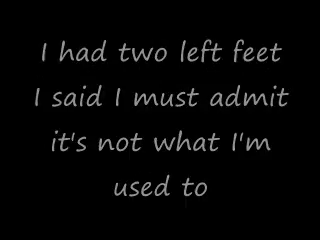 I had two left feet
I said I must admit
it's not what I'm
used to